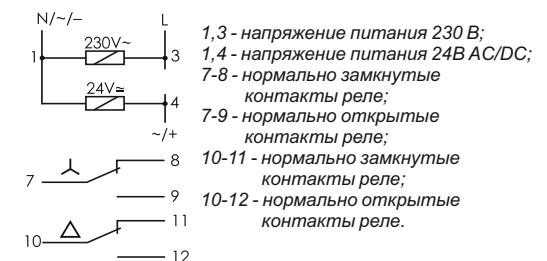 N/~/– L
230V~
1 3
24V≂
4
~/+
7 8
9
10 11
12
1,3 - напряжение питания 230 В;
1,4 - напряжение питания 24В AC/DC;
7-8 - нормально замкнутые
контакты реле;
7-9 - нормально открытые
контакты реле;
10-11 - нормально замкнутые
контакты реле;
10-12 - нормально открытые
контакты реле.